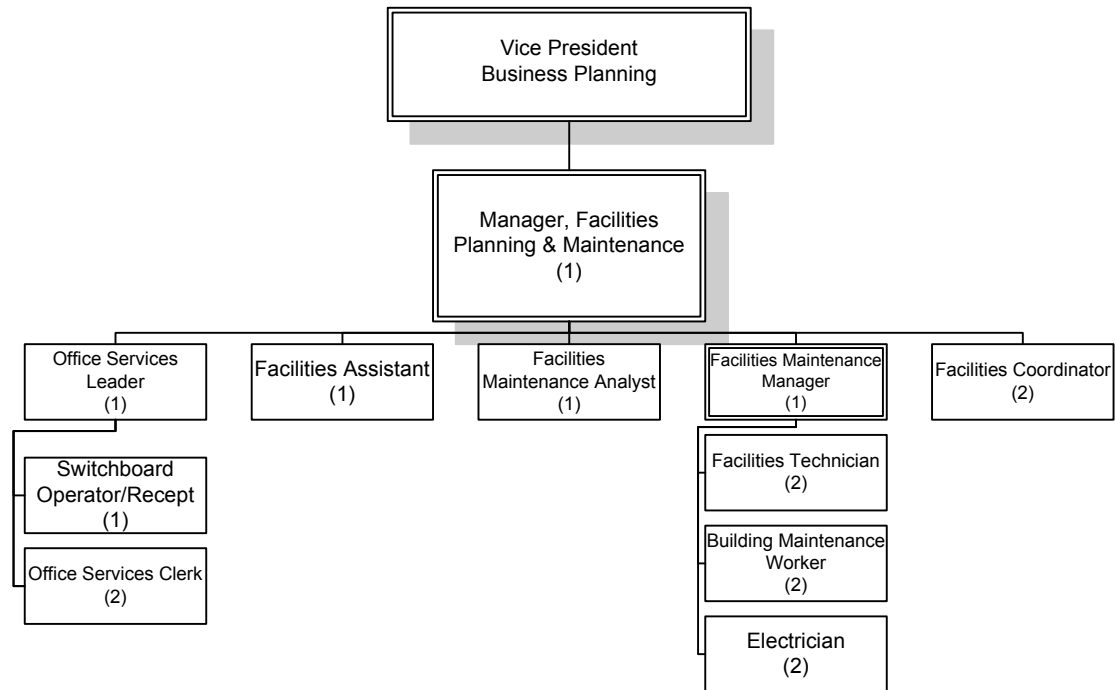 Vice President
Business Planning
Manager, Facilities
Planning & Maintenance
(1)
Office Services
Leader
(1)
Facilities Assistant
(1)
Facilities
Maintenance Analyst
(1)
Facilities Maintenance
Manager
(1)
Facilities Coordinator
(2)
Switchboard
Operator/Recept
(1)
Office Services Clerk
(2)
Facilities Technician
(2)
Building Maintenance
Worker
(2)
Electrician
(2)